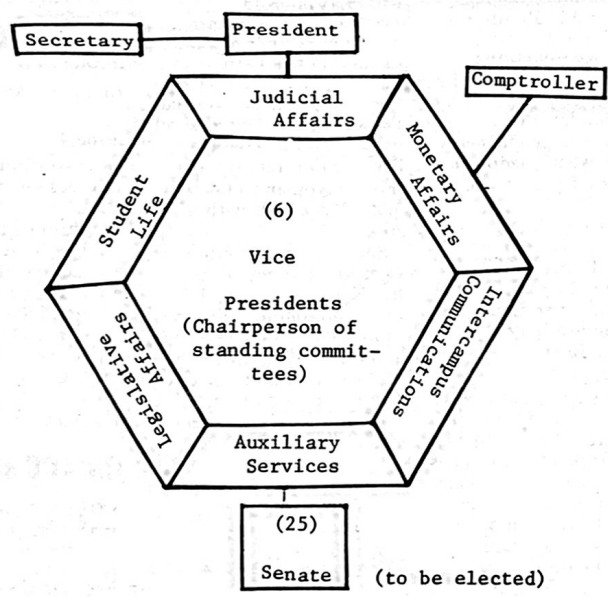 Secretary
President
Comptroller
Judicial
Affairs
Monetary
Affairs
Student
Life
(6)
Vice
Presidents
(Chairperson of
standing commit-
tees)
Intercampus
Communications
Legislative
Affairs
Auxiliary
Services
(25)
Senate
(to be elected)